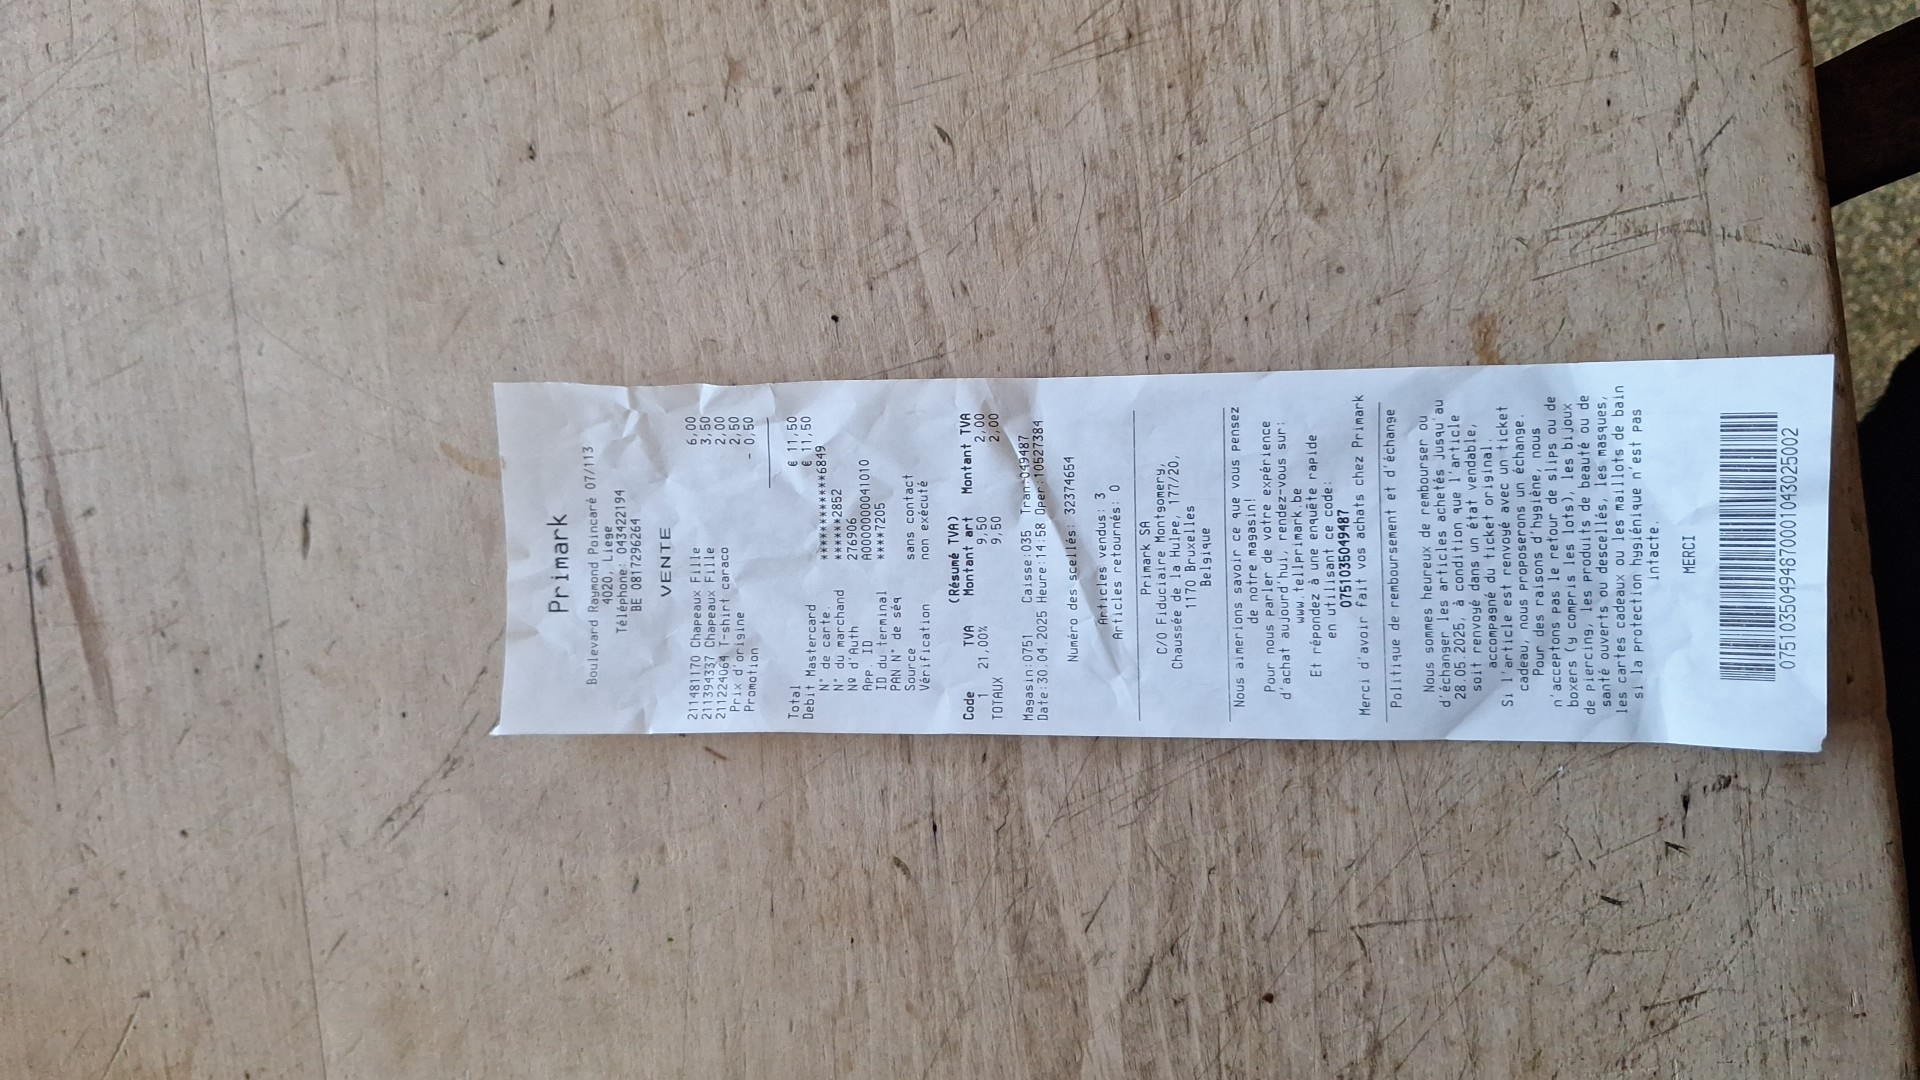 Primark
Boulevard Raymond Poincaré 07/113
4020, Liege
Téléphone: 043422194
BE 0817296264
VENTE
211481170 Chapeaux Fille 6,00
211394337 Chapeaux Fille 3,50
211224064 T-shirt caraco 2,00
Prix d'origine 2,50
Promotion - 0,50
Total € 11,50
Debit Mastercard € 11,50
N° de carte. ************6849
N° du marchand ******2852
Nº d'Auth 276906
App ID A0000000041010
ID du terminal ****7205
PAN N° de séq
Source sans contact
Vérification non exécuté
(Résumé TVA)
Code TVA Montant art Montant TVA
1 21,00% 9,50 2,00
TOTAUX 9,50 2,00
Magasin:0751 Caisse:035 Tran:049487
Date:30.04.2025 Heure:14:58 Oper:10527384
Numéro des scellés: 32374654
Articles vendus: 3
Articles retournés: 0
Primark SA
C/O Fiduciaire Montgomery,
Chaussée de la Hulpe, 177/20,
1170 Bruxelles
Belgique
Nous aimerions savoir ce que vous pensez
de notre magasin!
Pour nous parler de votre expérience
d'achat aujourd'hui, rendez-vous sur:
www.tellprimark.be
Et répondez à une enquête rapide
en utilisant ce code:
075103504948​7
Merci d'avoir fait vos achats chez Primark
Politique de remboursement et d'échange
Nous sommes heureux de rembourser ou
d'échanger les articles achetés jusqu'au
28.05.2025, à condition que l'article
soit renvoyé dans un état vendable,
accompagné du ticket original.
Si l'article est renvoyé avec un ticket
cadeau, nous proposerons un échange.
Pour des raisons d'hygiène, nous
n'acceptons pas le retour de slips ou de
boxers (y compris les lots), les bijoux
de piercing, les produits de beauté ou de
santé ouverts ou descellés, les masques,
les cartes cadeaux ou les maillots de bain
si la protection hygiénique n'est pas
intacte.
MERCI
0751035049487000104302​5002